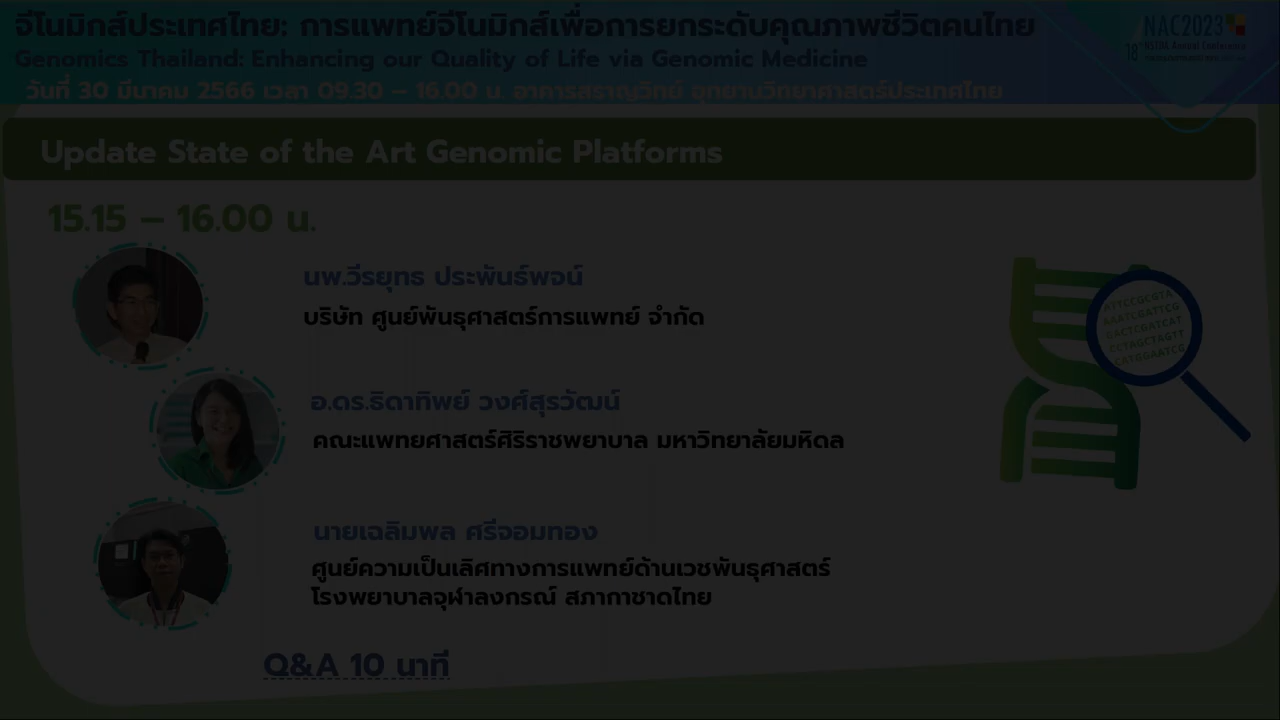 จีโนมิกส์ประเทศไทย: การแพทย์จีโนมิกส์เพื่อการยกระดับคุณภาพชีวิตคนไทย
Genomics Thailand: Enhancing our Quality of Life via Genomic Medicine
วันที่ 30 มีนาคม 2566 เวลา 09.30 – 16.00 น. อาคารสราญวิทย์ อุทยานวิทยาศาสตร์ประเทศไทย
NAC2023
18th NSTDA Annual Conference
Update State of the Art Genomic Platforms
15.15 – 16.00 น.
นพ.วีรยุทธ ประพันธ์พจน์
บริษัท ศูนย์พันธุศาสตร์การแพทย์ จำกัด
อ.ดร.ธิดาทิพย์ วงศ์สุรวัฒน์
คณะแพทยศาสตร์ศิริราชพยาบาล มหาวิทยาลัยมหิดล
นายเฉลิมพล ศรีจอมทอง
ศูนย์ความเป็นเลิศทางการแพทย์ด้านเวชพันธุศาสตร์
โรงพยาบาลจุฬาลงกรณ์ สภากาชาดไทย
Q&A 10 นาที
ATTCCGCGTA
AAATCGATTCG
GACTCGATCAT
CCTAGCTAGTT
CATGGAATCG